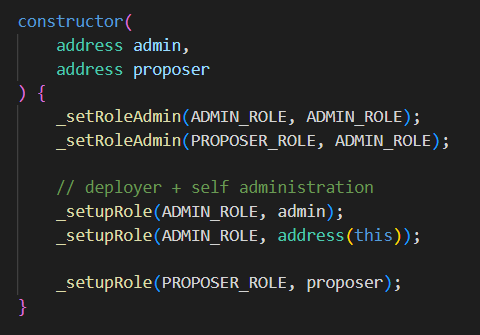 constructor(
    address admin,
    address proposer
) {
    _setRoleAdmin(ADMIN_ROLE, ADMIN_ROLE);
    _setRoleAdmin(PROPOSER_ROLE, ADMIN_ROLE);

    // deployer + self administration
    _setupRole(ADMIN_ROLE, admin);
    _setupRole(ADMIN_ROLE, address(this));

    _setupRole(PROPOSER_ROLE, proposer);
}